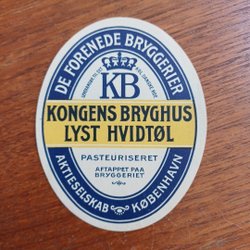 DE FORENEDE BRYGGERIER
KB
KONGENS BRYGHUS
LYST HVIDTØL
PASTEURISERET
AFTAPPET PAA
BRYGGERIET
AKTIESELSKAB KØBENHAVN